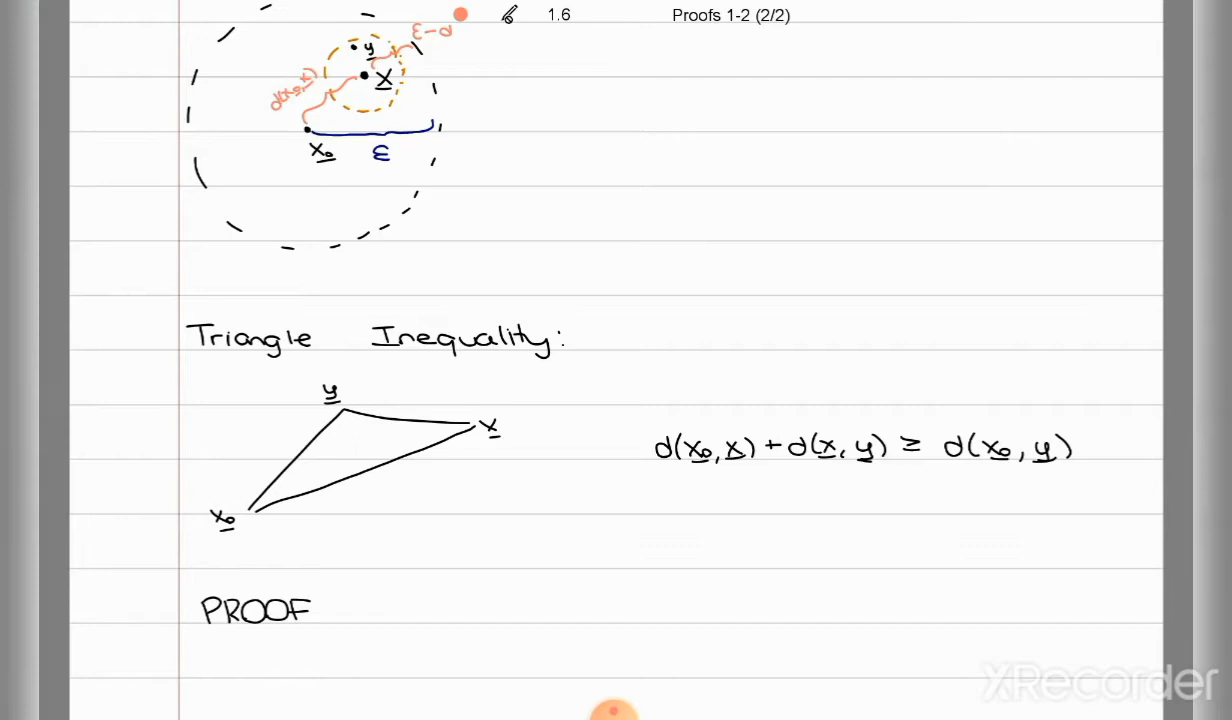 1.6 Proofs 1-2 (2/2)
ε-d
y
d(x₀,x)
x
x₀ ε
Triangle Inequality:
y
x
d(x₀,x) + d(x,y) ≥ d(x₀,y)
x₀
PROOF
XRecorder